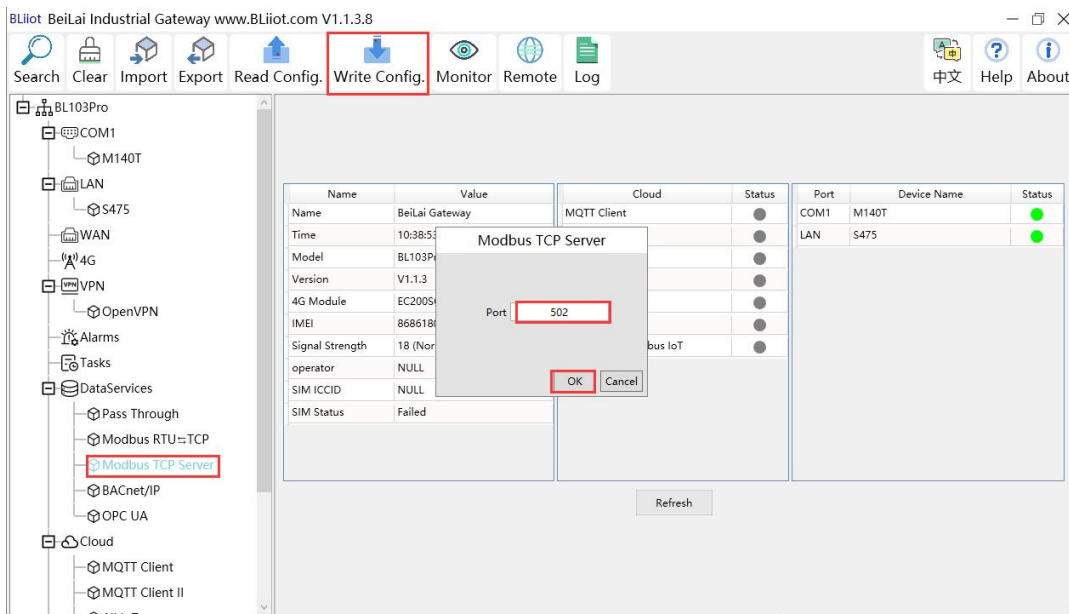 BLiiot BeiLai Industrial Gateway www.BLiiot.com V1.1.3.8
Search Clear Import Export Read Config. Write Config. Monitor Remote Log 中文 Help About
BL103Pro
COM1
M140T
LAN
S475
WAN
4G
VPN
OpenVPN
Alarms
Tasks
DataServices
Pass Through
Modbus RTU⇆TCP
Modbus TCP Server
BACnet/IP
OPC UA
Cloud
MQTT Client
MQTT Client II
Name Value
Name BeiLai Gateway
Time 10:38:53
Model BL103P
Version V1.1.3
4G Module EC200S
IMEI 868618
Signal Strength 18 (Nor
operator NULL
SIM ICCID NULL
SIM Status Failed
Cloud Status
MQTT Client
bus IoT
Modbus TCP Server
Port 502
OK Cancel
Port Device Name Status
COM1 M140T
LAN S475
Refresh